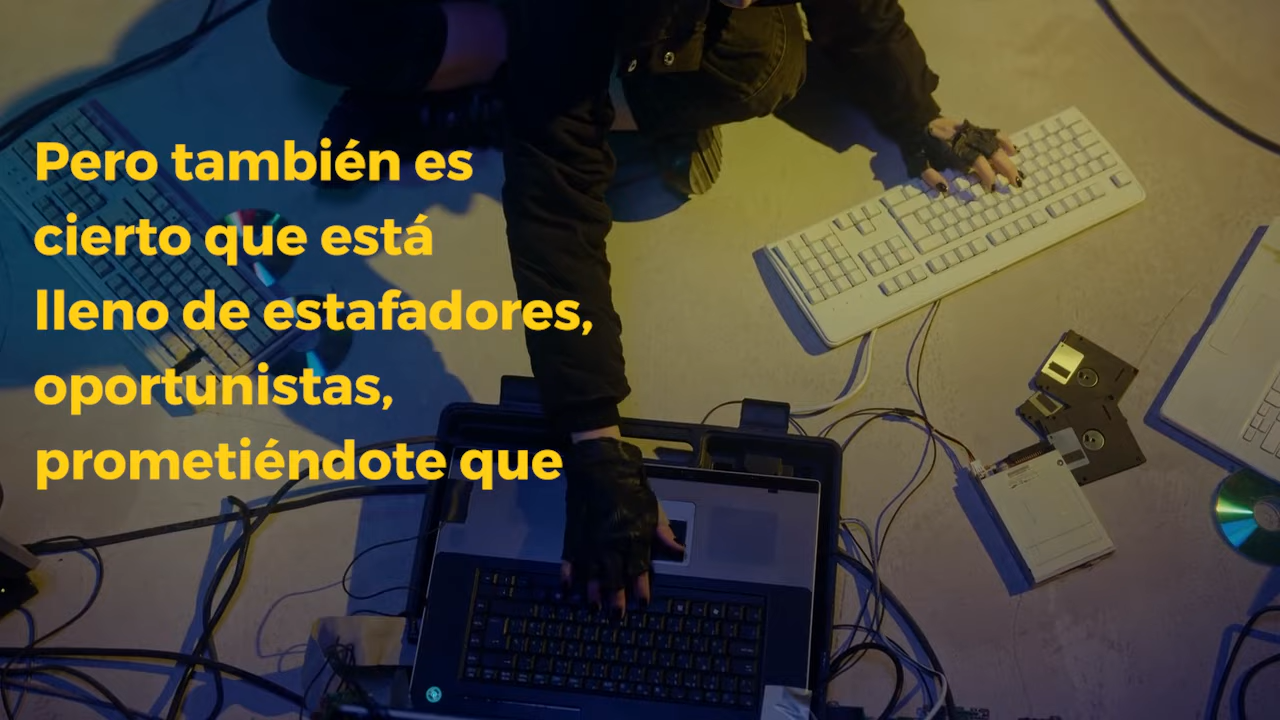 Pero también es
cierto que está
lleno de estafadores,
oportunistas,
prometiéndote que